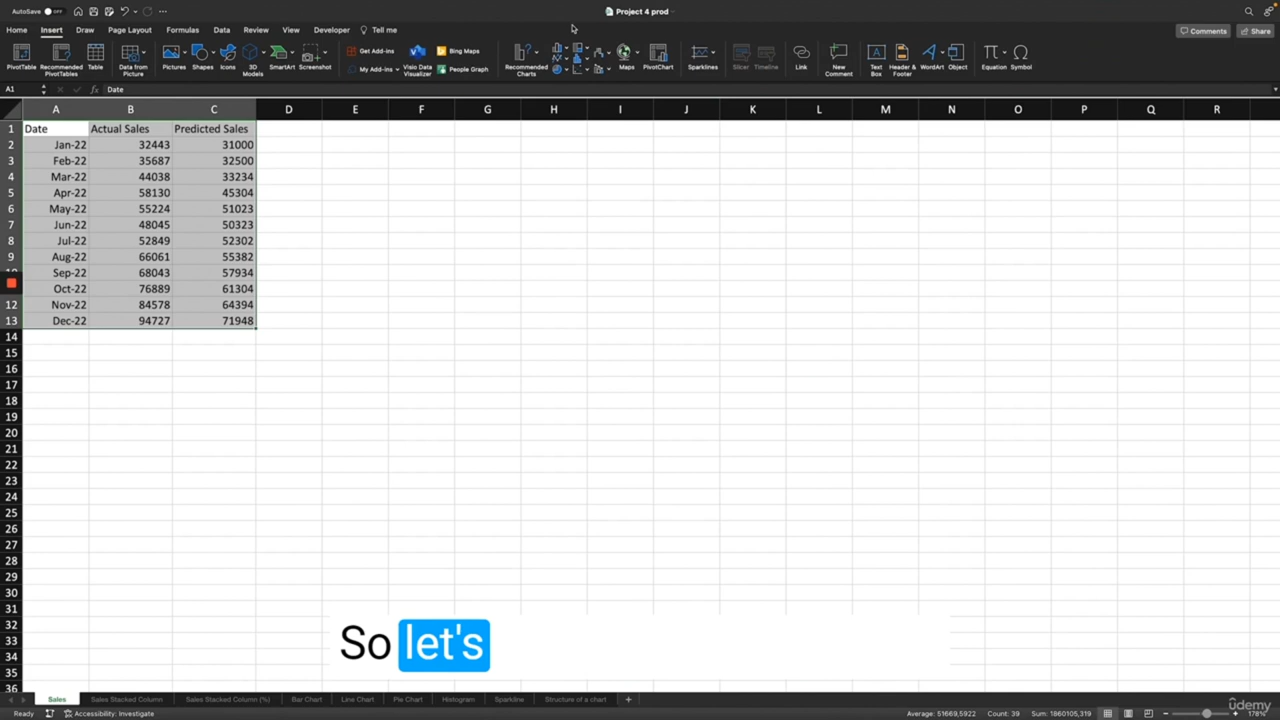 AutoSave OFF
Project 4 prod
Home Insert Draw Page Layout Formulas Data Review View Developer Tell me
Comments Share
PivotTable Recommended PivotTables Table Data from Picture Pictures Shapes Icons 3D Models SmartArt Screenshot Get Add-ins My Add-ins Visio Data Visualizer Bing Maps People Graph Recommended Charts Maps PivotChart Sparklines Slicer Timeline Link New Comment Text Box Header & Footer WordArt Object Equation Symbol
A1 fx Date
A B C D E F G H I J K L M N O P Q R
1 Date Actual Sales Predicted Sales
2 Jan-22 32443 31000
3 Feb-22 35687 32500
4 Mar-22 44038 33234
5 Apr-22 58130 45304
6 May-22 55224 51023
7 Jun-22 48045 50323
8 Jul-22 52849 52302
9 Aug-22 66061 55382
Sep-22 68043 57934
Oct-22 76889 61304
12 Nov-22 84578 64394
13 Dec-22 94727 71948
14
15
16
17
18
19
20
21
22
23
24
25
26
27
28
29
30
31
32
33
34
35
36
So let's
Sales Sales Stacked Column Sales Stacked Column (%) Bar Chart Line Chart Pie Chart Histogram Sparkline Structure of a chart +
Ready Accessibility: Investigate Average: 51669,5922 Count: 39 Sum: 1860105,319 178%
ûdemy